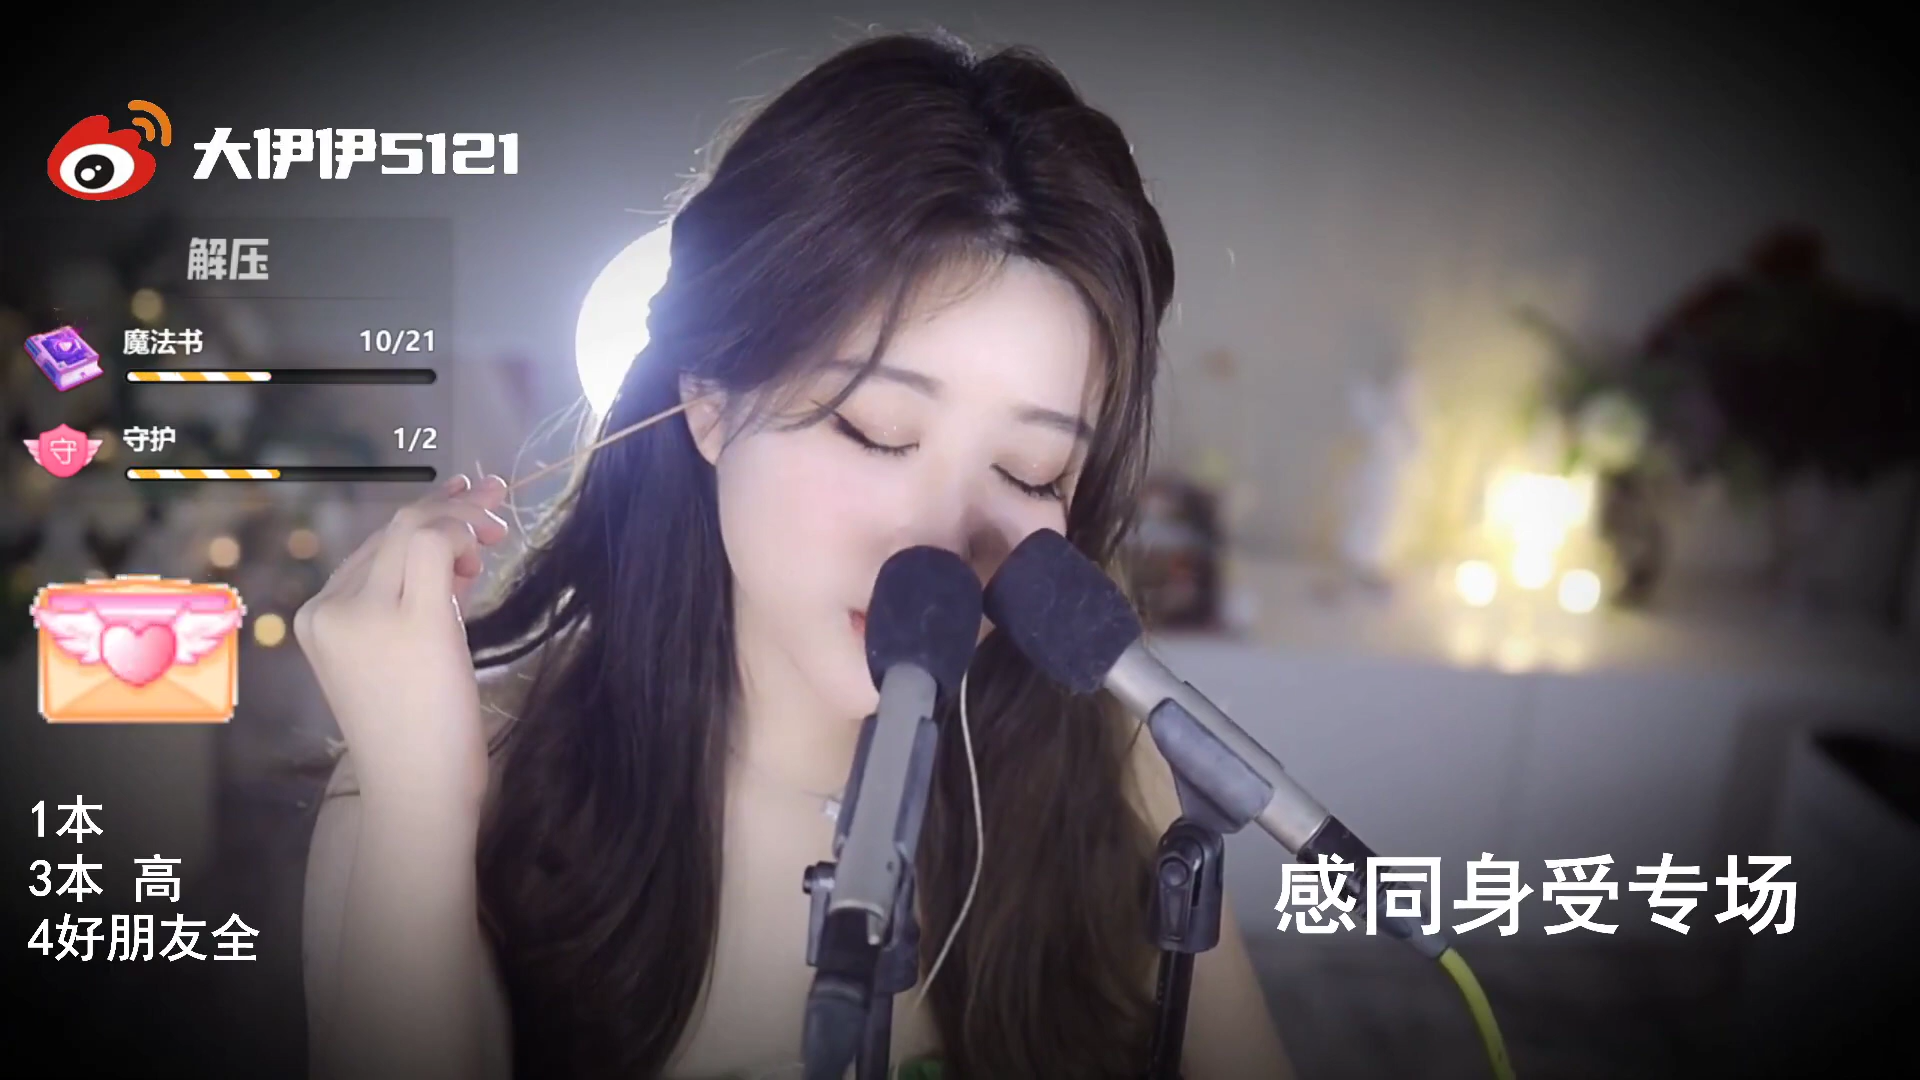 大伊伊5121
解压
魔法书 10/21
守护 1/2
守
1本
3本 高
4好朋友全
感同身受专场